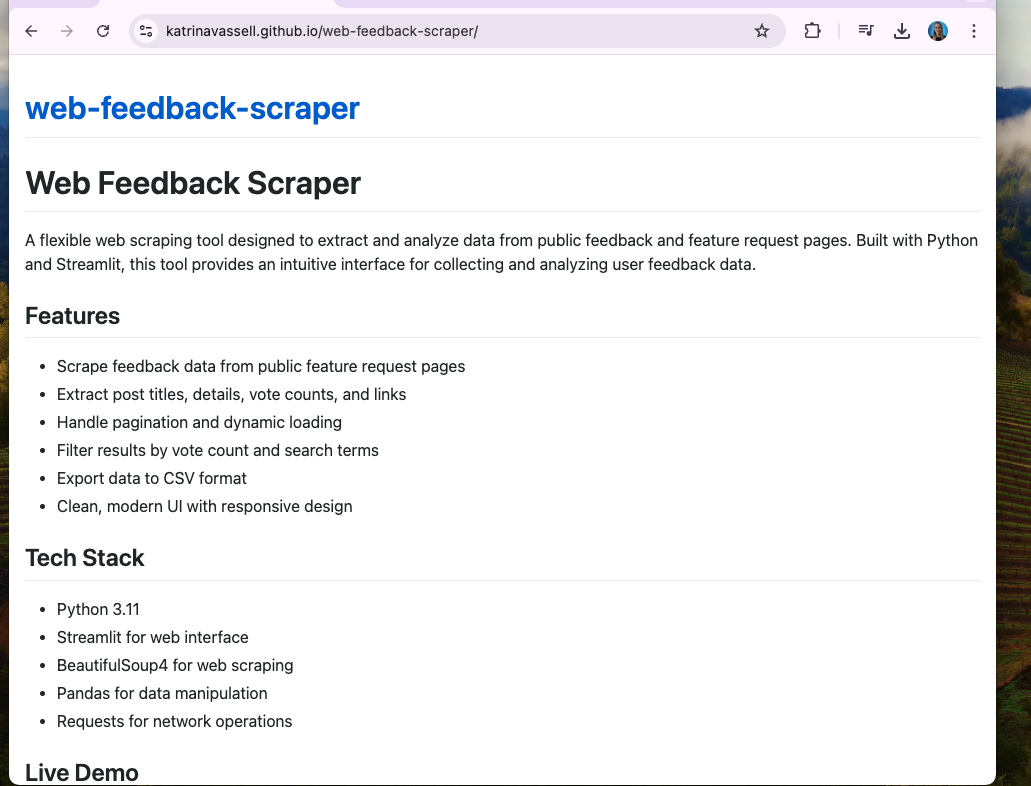 katrinavassell.github.io/web-feedback-scraper/
web-feedback-scraper
Web Feedback Scraper
A flexible web scraping tool designed to extract and analyze data from public feedback and feature request pages. Built with Python
and Streamlit, this tool provides an intuitive interface for collecting and analyzing user feedback data.
Features
• Scrape feedback data from public feature request pages
• Extract post titles, details, vote counts, and links
• Handle pagination and dynamic loading
• Filter results by vote count and search terms
• Export data to CSV format
• Clean, modern UI with responsive design
Tech Stack
• Python 3.11
• Streamlit for web interface
• BeautifulSoup4 for web scraping
• Pandas for data manipulation
• Requests for network operations
Live Demo